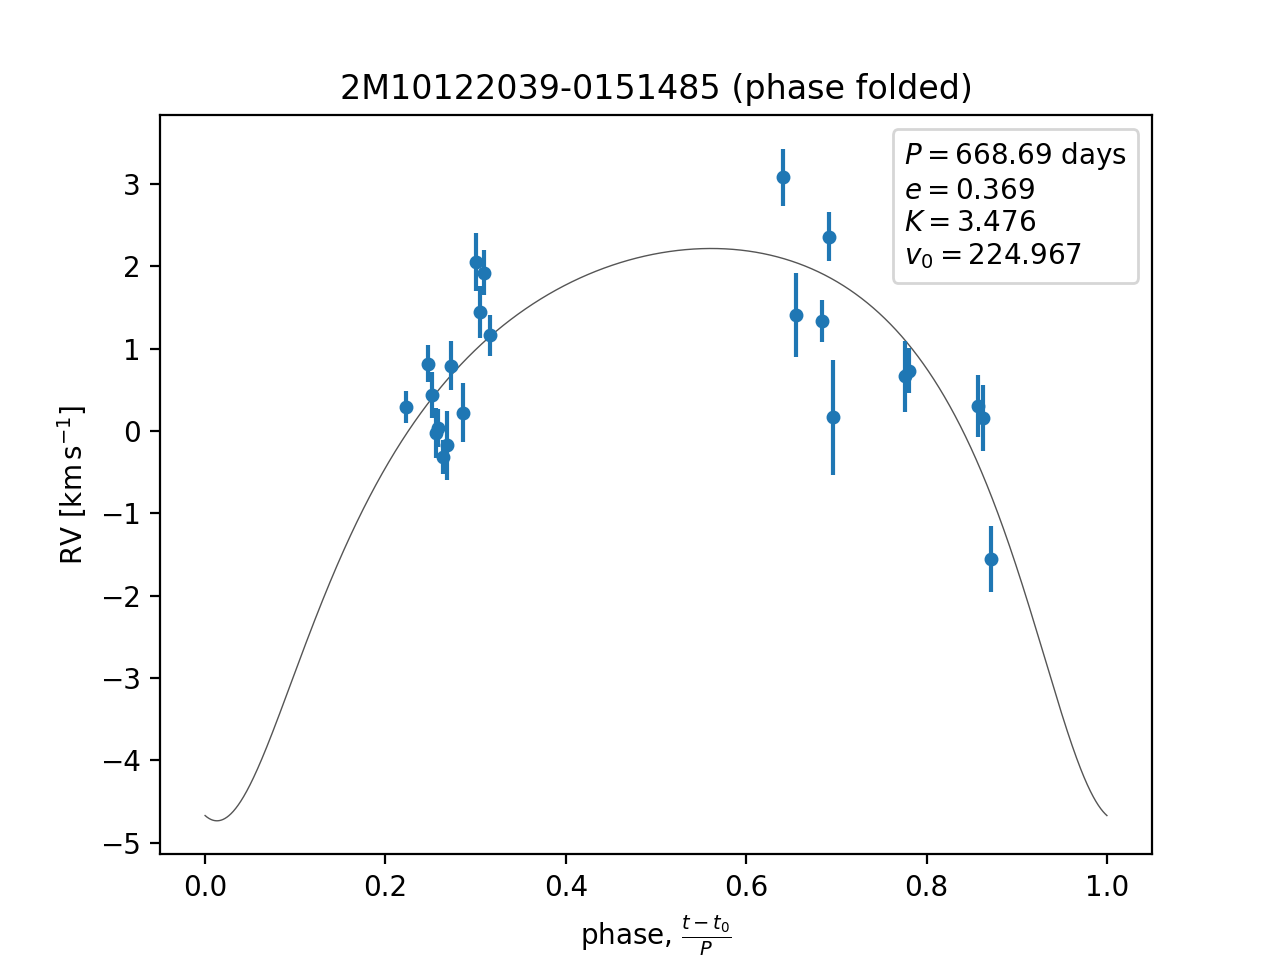 2M10122039-0151485 (phase folded)
P = 668.69 days
e = 0.369
K = 3.476
v₀ = 224.967
RV [km s⁻¹]
3
2
1
0
−1
−2
−3
−4
−5
0.0 0.2 0.4 0.6 0.8 1.0
phase, (t − t₀)/P